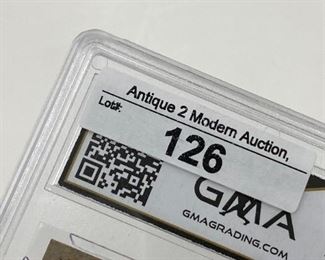 Antique 2 Modern Auction,
Lot#:
126
GMA
GMAGRADING.COM